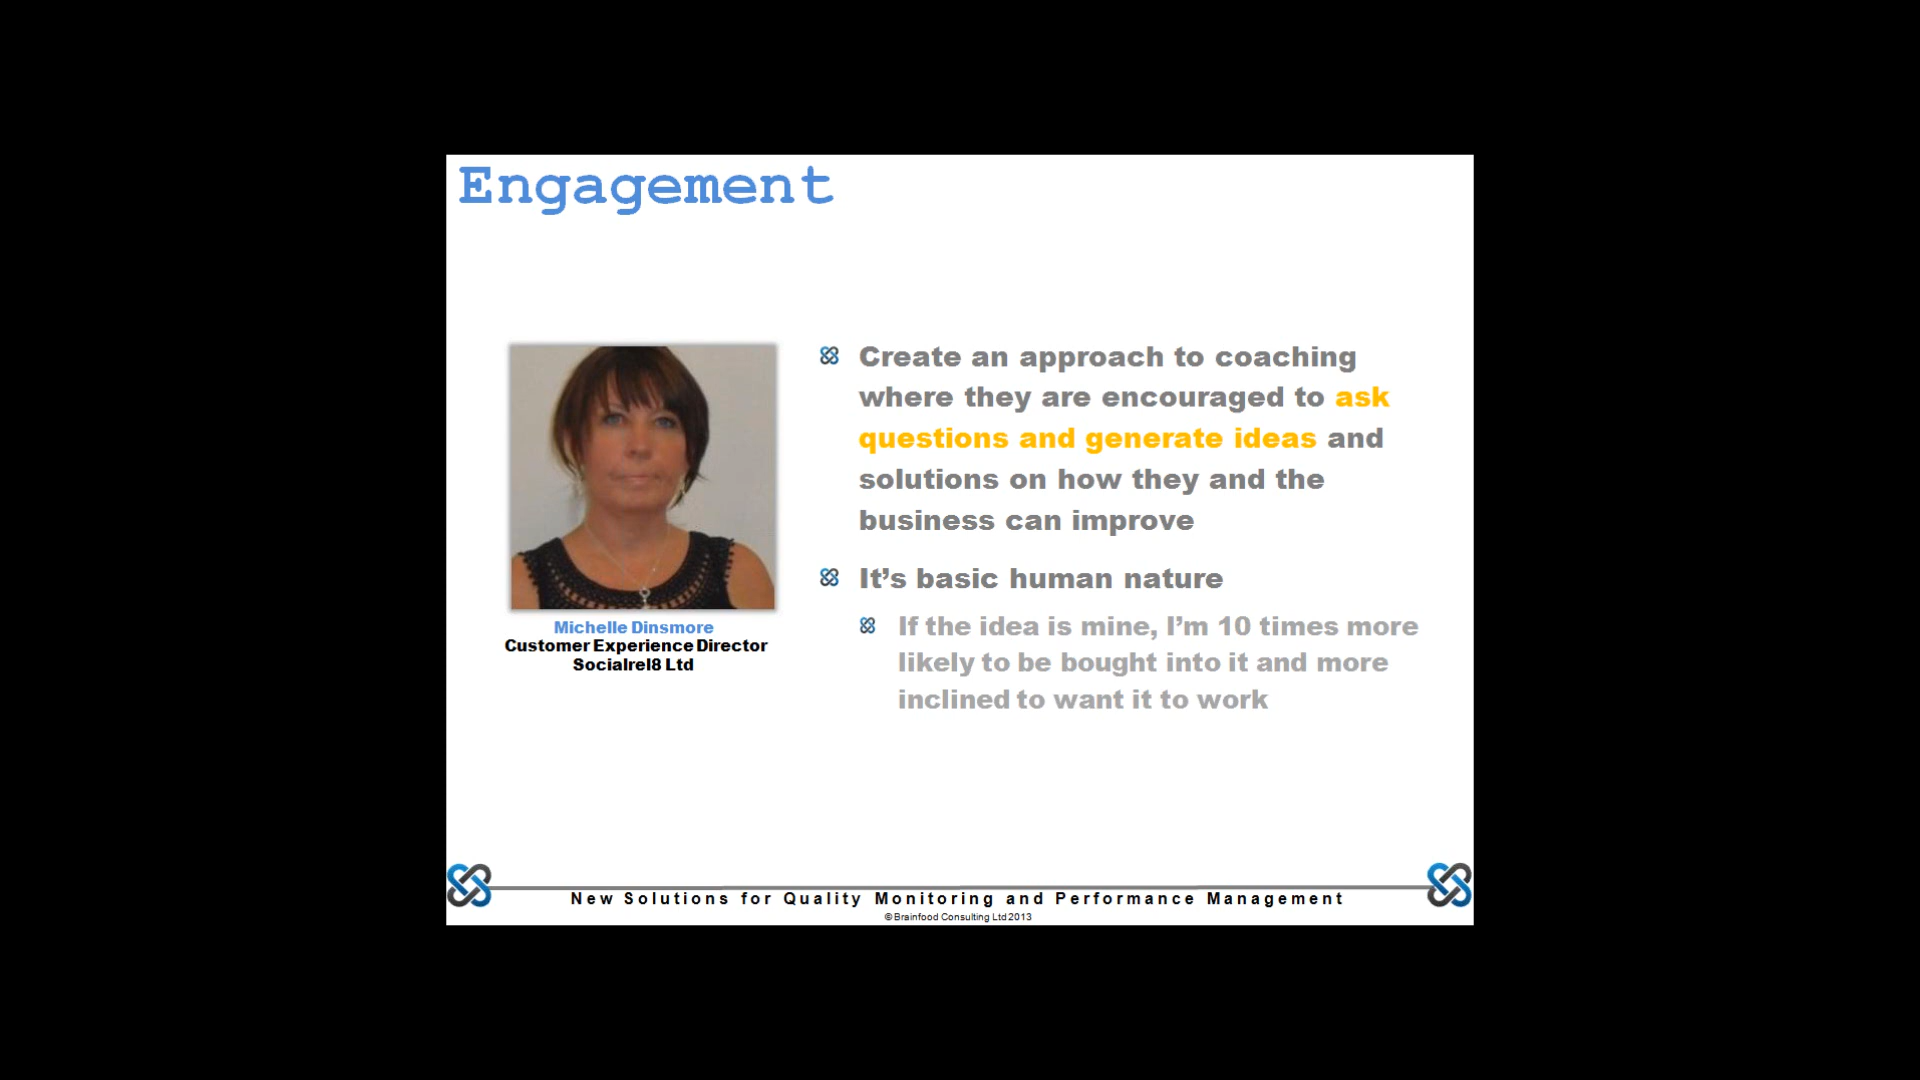 Engagement
Create an approach to coaching
where they are encouraged to ask
questions and generate ideas and
solutions on how they and the
business can improve
It's basic human nature
If the idea is mine, I'm 10 times more
likely to be bought into it and more
inclined to want it to work
Michelle Dinsmore
Customer Experience Director
Socialrel8 Ltd
New Solutions for Quality Monitoring and Performance Management
© Brainfood Consulting Ltd 2013